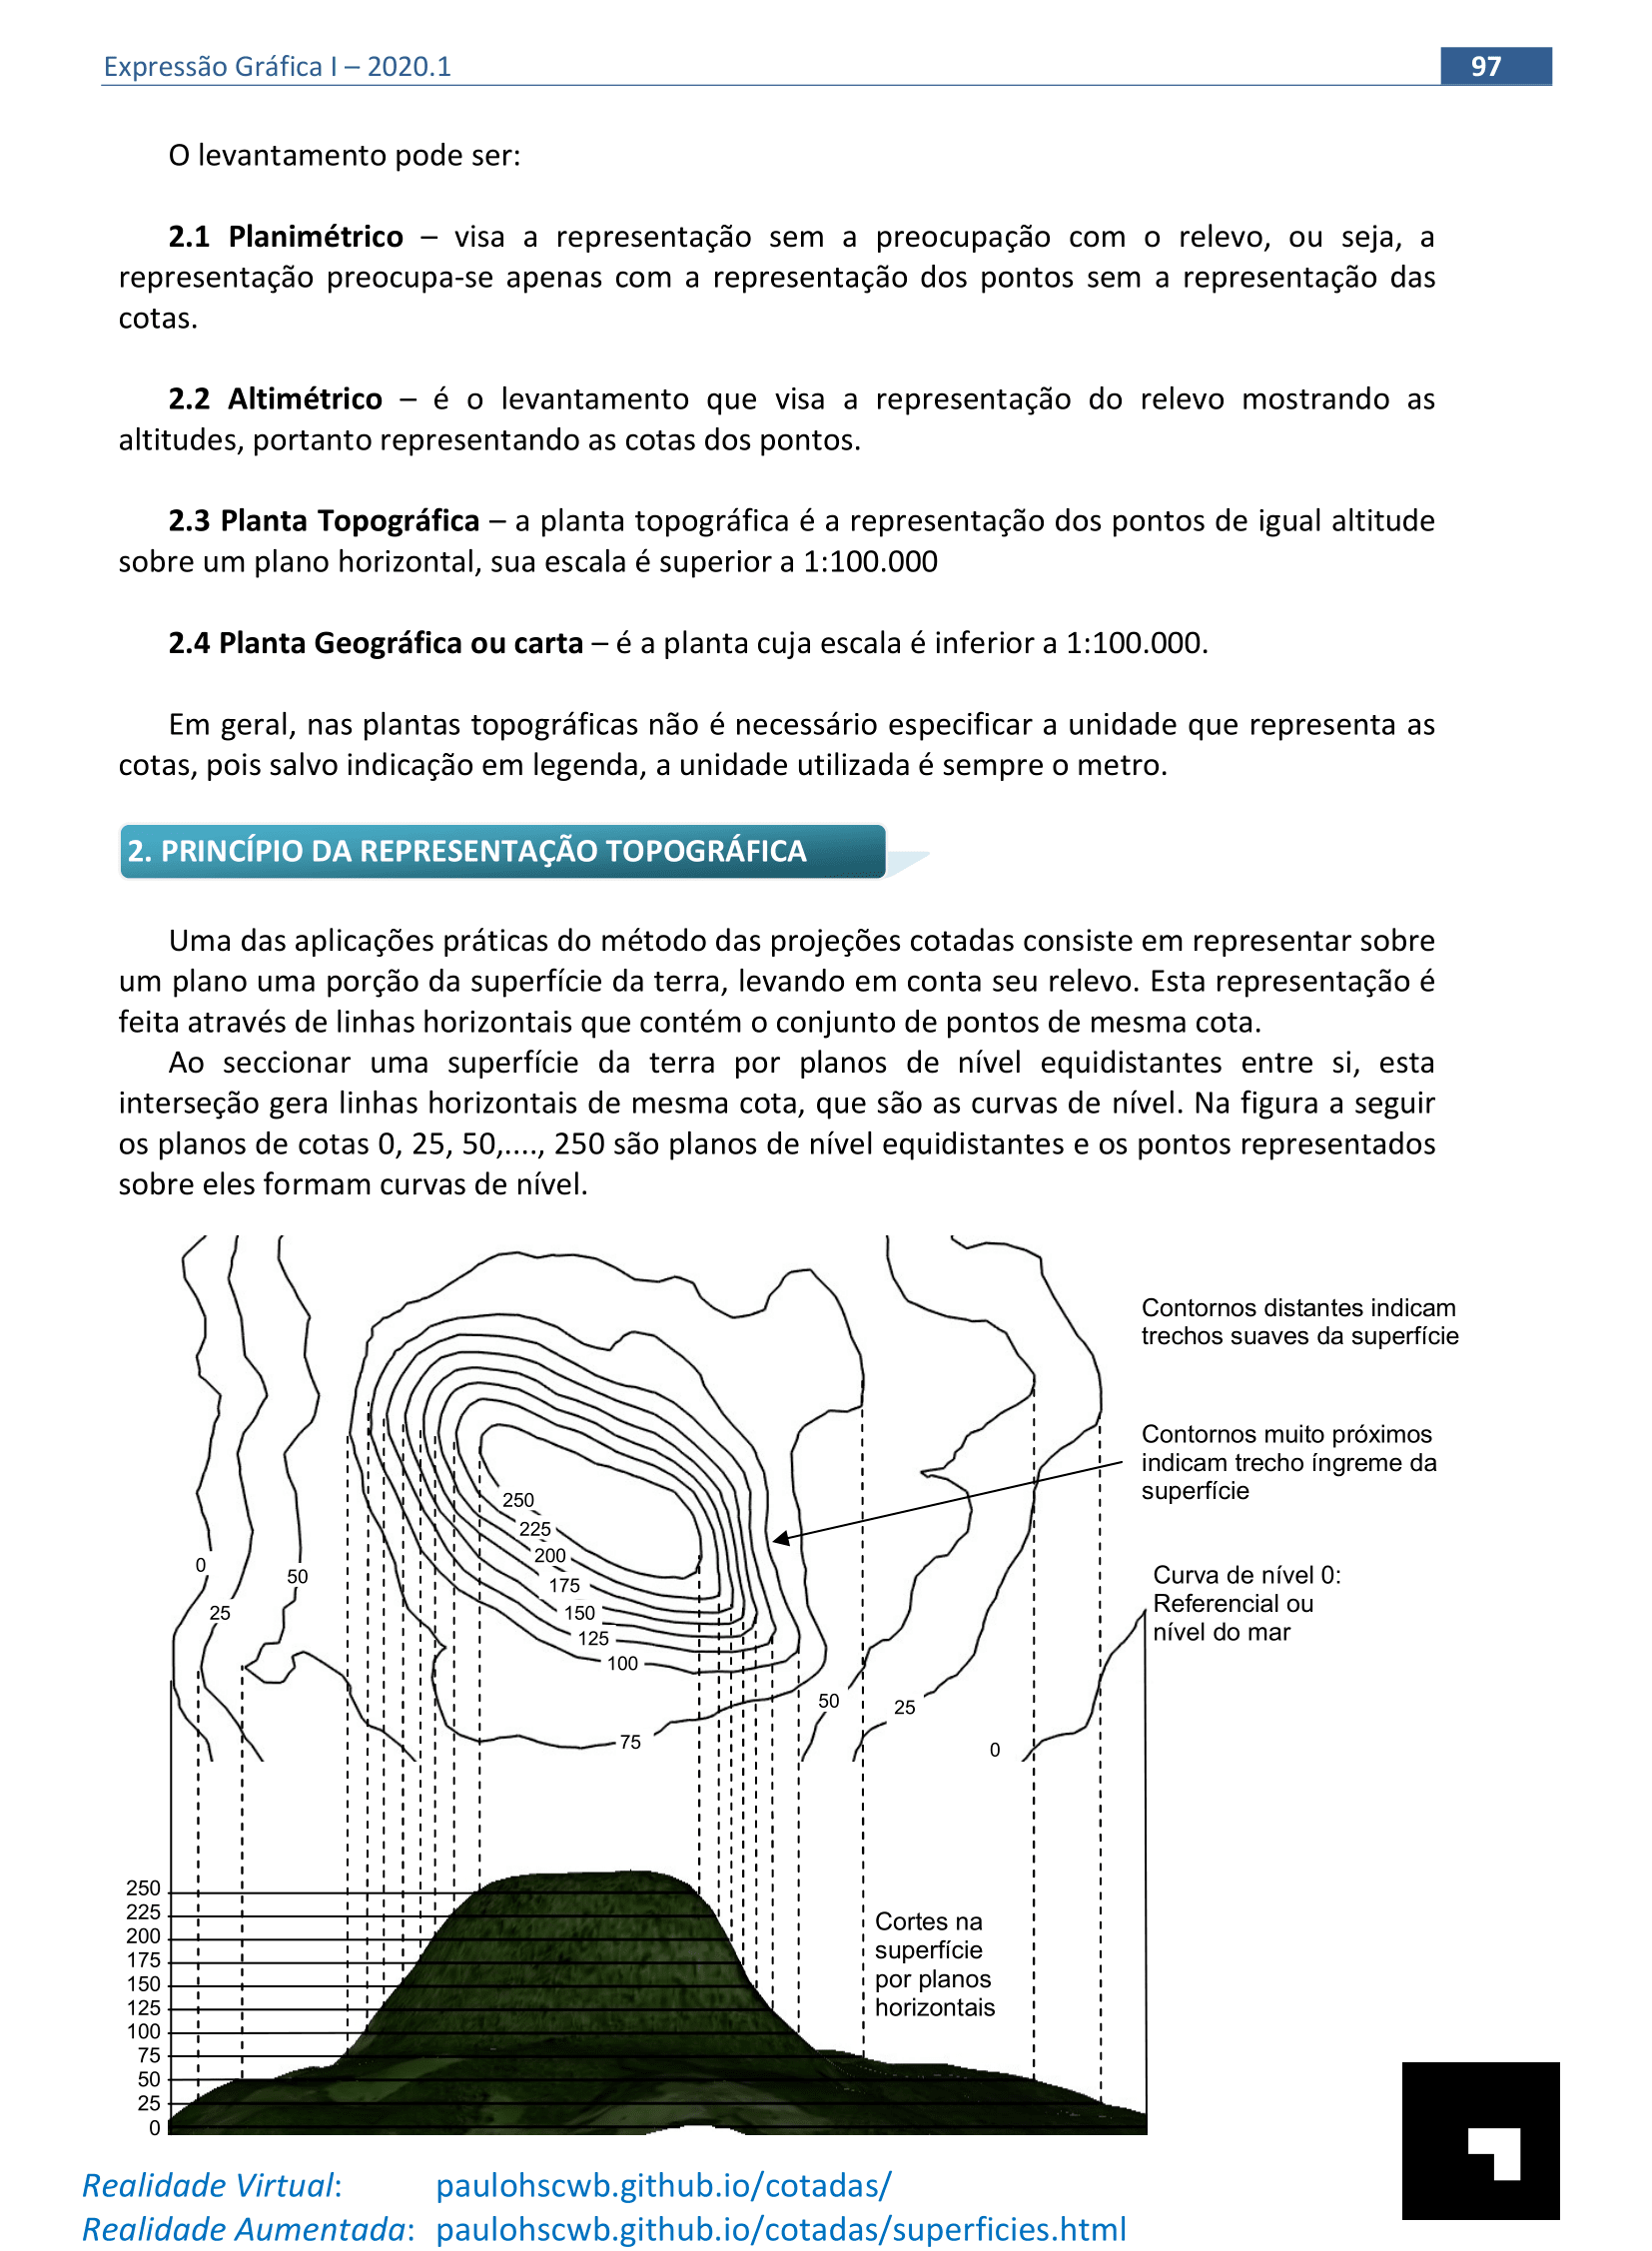 Expressão Gráfica I – 2020.1
97
O levantamento pode ser:
2.1 Planimétrico – visa a representação sem a preocupação com o relevo, ou seja, a
representação preocupa-se apenas com a representação dos pontos sem a representação das
cotas.
2.2 Altimétrico – é o levantamento que visa a representação do relevo mostrando as
altitudes, portanto representando as cotas dos pontos.
2.3 Planta Topográfica – a planta topográfica é a representação dos pontos de igual altitude
sobre um plano horizontal, sua escala é superior a 1:100.000
2.4 Planta Geográfica ou carta – é a planta cuja escala é inferior a 1:100.000.
Em geral, nas plantas topográficas não é necessário especificar a unidade que representa as
cotas, pois salvo indicação em legenda, a unidade utilizada é sempre o metro.
2. PRINCÍPIO DA REPRESENTAÇÃO TOPOGRÁFICA
Uma das aplicações práticas do método das projeções cotadas consiste em representar sobre
um plano uma porção da superfície da terra, levando em conta seu relevo. Esta representação é
feita através de linhas horizontais que contém o conjunto de pontos de mesma cota.
Ao seccionar uma superfície da terra por planos de nível equidistantes entre si, esta
interseção gera linhas horizontais de mesma cota, que são as curvas de nível. Na figura a seguir
os planos de cotas 0, 25, 50,...., 250 são planos de nível equidistantes e os pontos representados
sobre eles formam curvas de nível.
Contornos distantes indicam
trechos suaves da superfície
Contornos muito próximos
indicam trecho íngreme da
superfície
Curva de nível 0:
Referencial ou
nível do mar
0
25
50
250
225
200
175
150
125
100
75
50
25
0
250
225
200
175
150
125
100
75
50
25
0
Cortes na
superfície
por planos
horizontais
Realidade Virtual: paulohscwb.github.io/cotadas/
Realidade Aumentada: paulohscwb.github.io/cotadas/superficies.html